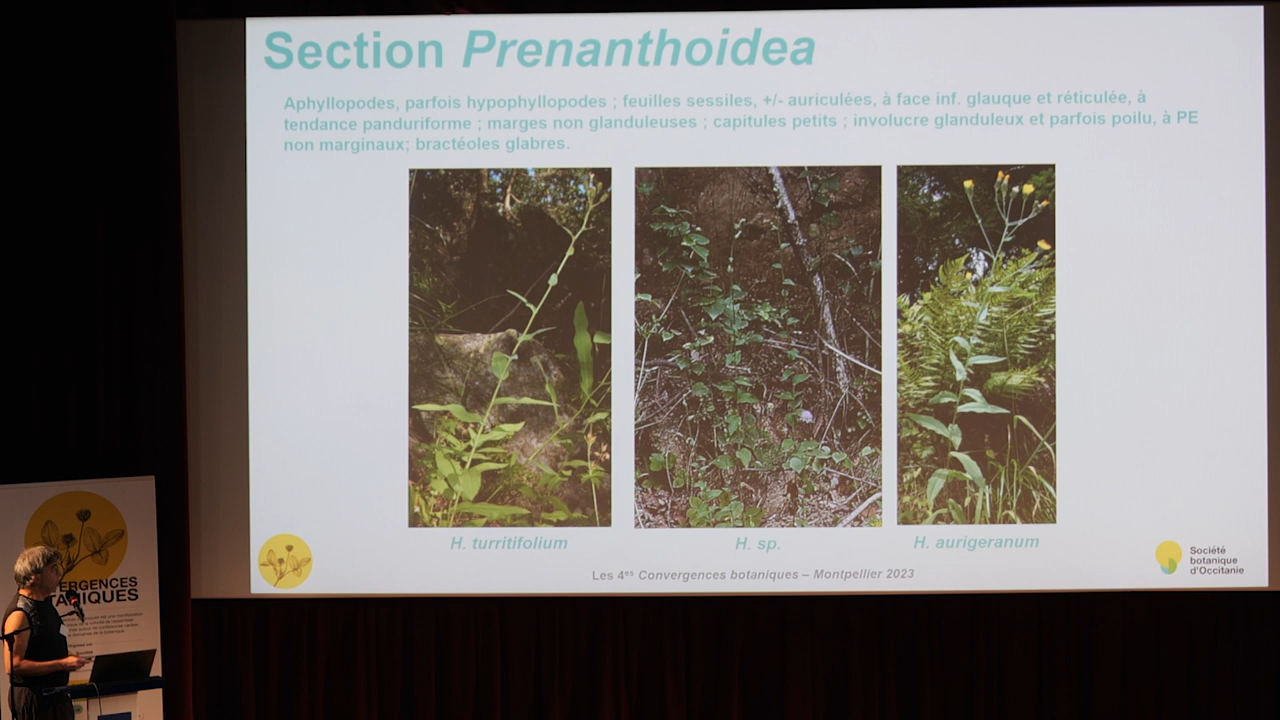 Section Prenanthoidea
Aphyllopodes, parfois hypophyllopodes ; feuilles sessiles, +/- auriculées, à face inf. glauque et réticulée, à
tendance panduriforme ; marges non glanduleuses ; capitules petits ; involucre glanduleux et parfois poilu, à PE
non marginaux; bractéoles glabres.
H. turritifolium
H. sp.
H. aurigeranum
Les 4es Convergences botaniques – Montpellier 2023
Société
botanique
d'Occitanie
ERGENCES
ANIQUES